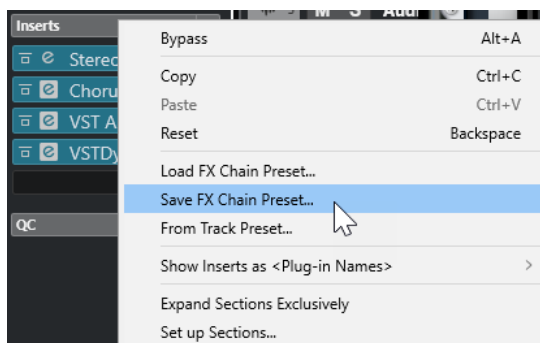 Inserts
M S
Bypass Alt+A
Stereo
Copy Ctrl+C
Choru
Paste Ctrl+V
VST A
Reset Backspace
VSTDy
Load FX Chain Preset...
Save FX Chain Preset...
QC
From Track Preset...
Show Inserts as <Plug-in Names>
Expand Sections Exclusively
Set up Sections...